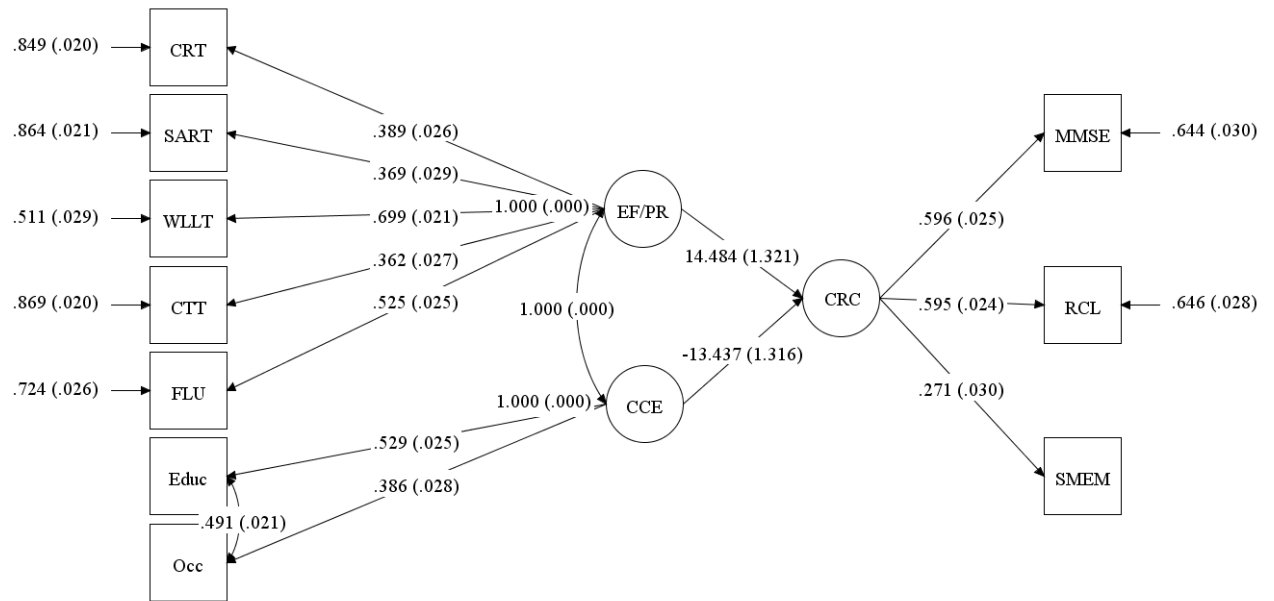 .849 (.020)
CRT
.864 (.021)
SART
.511 (.029)
WLLT
.869 (.020)
CTT
.724 (.026)
FLU
Educ
Occ
.491 (.021)
.389 (.026)
.369 (.029)
.699 (.021)
.362 (.027)
.525 (.025)
.529 (.025)
.386 (.028)
1.000 (.000)
EF/PR
1.000 (.000)
1.000 (.000)
CCE
14.484 (1.321)
-13.437 (1.316)
CRC
.596 (.025)
.595 (.024)
.271 (.030)
MMSE
.644 (.030)
RCL
.646 (.028)
SMEM